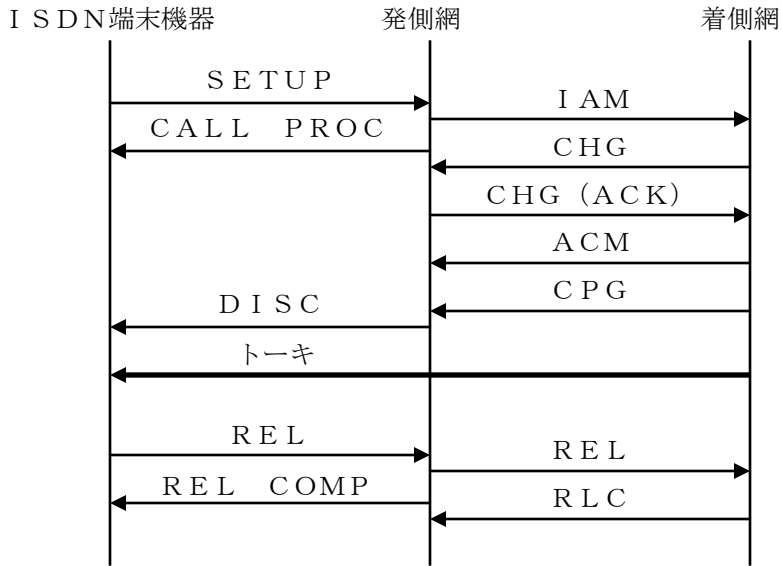 ＩＳＤＮ端末機器 発側網 着側網
ＳＥＴＵＰ
ＩＡＭ
ＣＡＬＬ　ＰＲＯＣ
ＣＨＧ
ＣＨＧ（ＡＣＫ）
ＡＣＭ
ＣＰＧ
ＤＩＳＣ
トーキ
ＲＥＬ
ＲＥＬ
ＲＥＬ　ＣＯＭＰ
ＲＬＣ